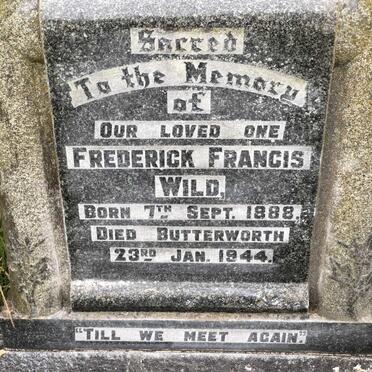 Sacred
To the Memory
of
OUR LOVED ONE
FREDERICK FRANCIS
WILD,
BORN 7TH SEPT. 1888.
DIED BUTTERWORTH
23RD JAN. 1944.
"TILL WE MEET AGAIN."